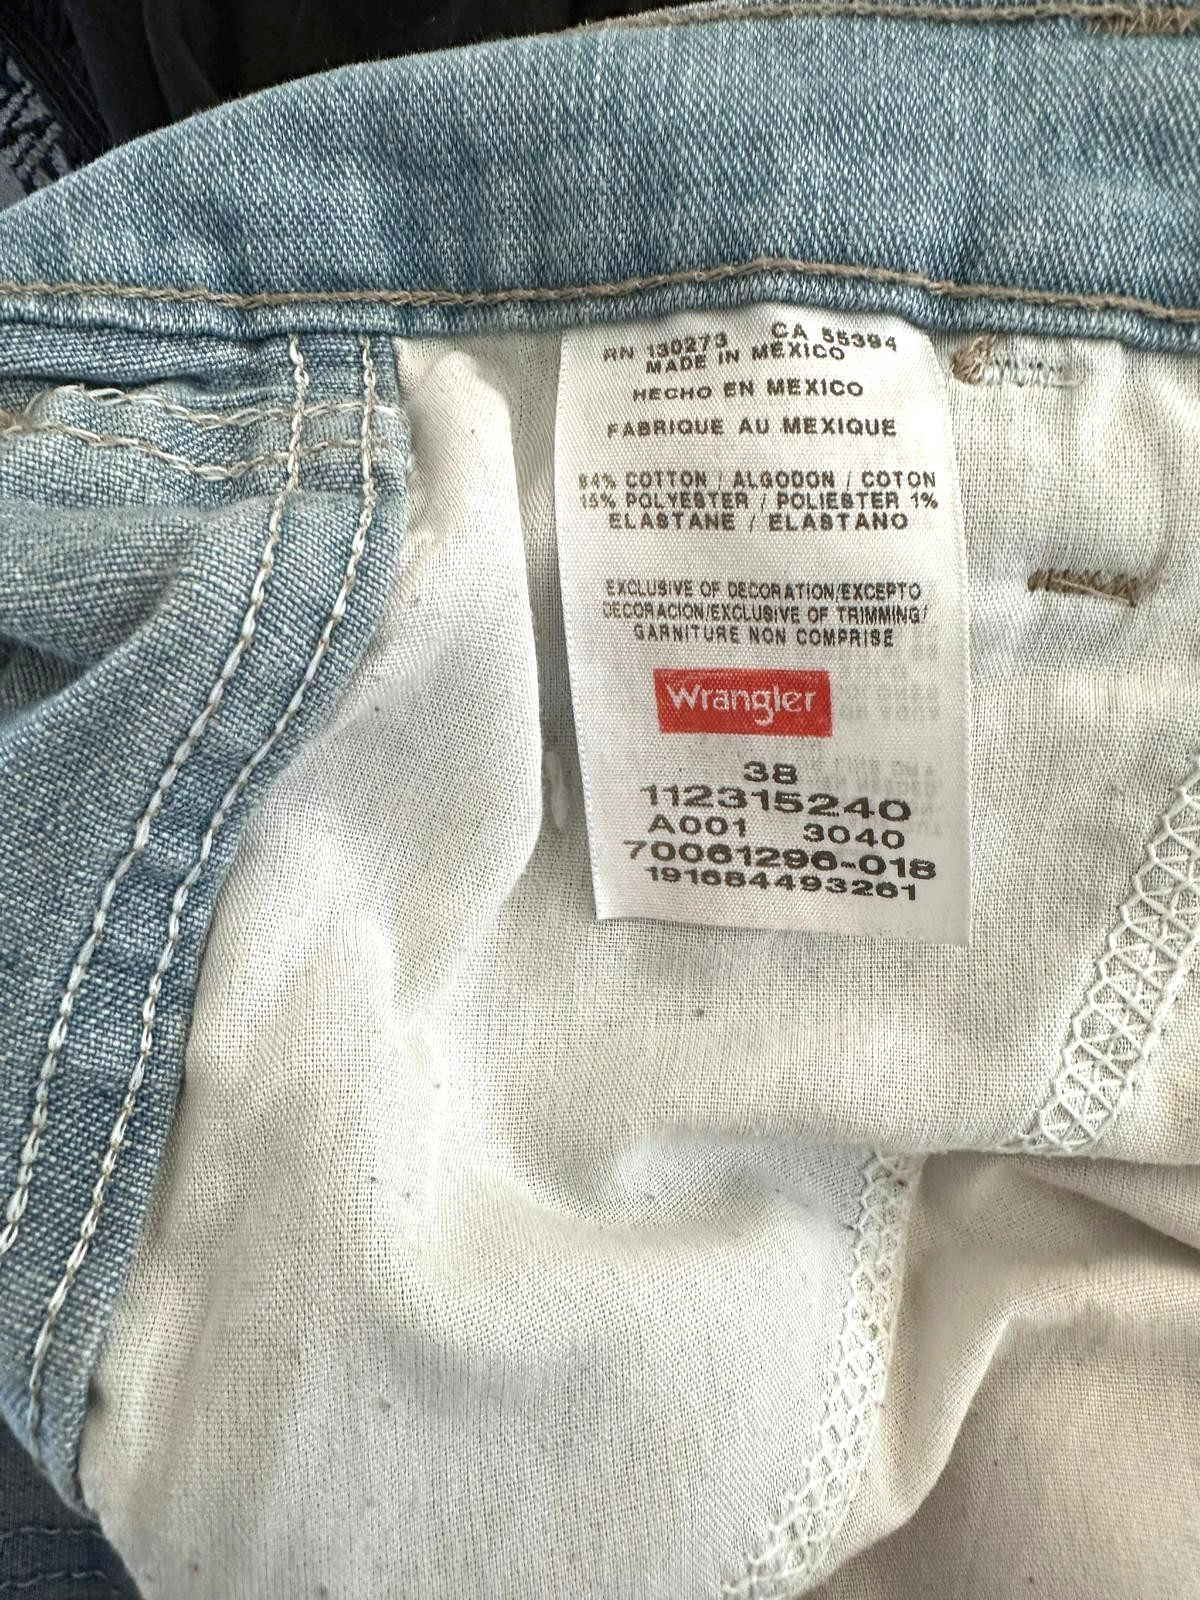 RN 130273 CA 55394
MADE IN MEXICO
HECHO EN MEXICO
FABRIQUE AU MEXIQUE
84% COTTON / ALGODON / COTON
15% POLYESTER / POLIESTER 1%
ELASTANE / ELASTANO
EXCLUSIVE OF DECORATION/EXCEPTO
DECORACION/EXCLUSIVE OF TRIMMING/
GARNITURE NON COMPRISE
Wrangler
38
112315240
A001 3040
70061296-018
191684493261